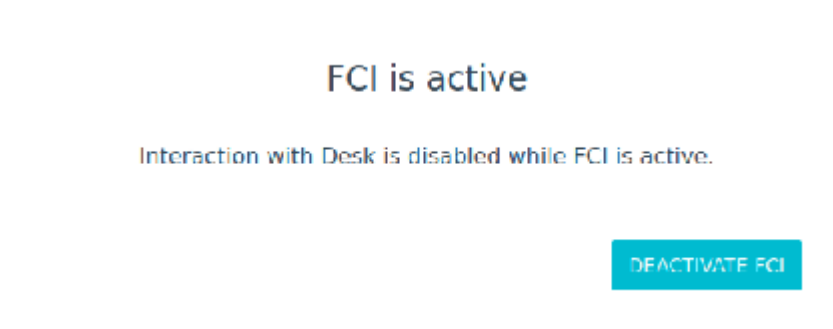 FCI is active
Interaction with Desk is disabled while FCI is active.
DEACTIVATE FCI